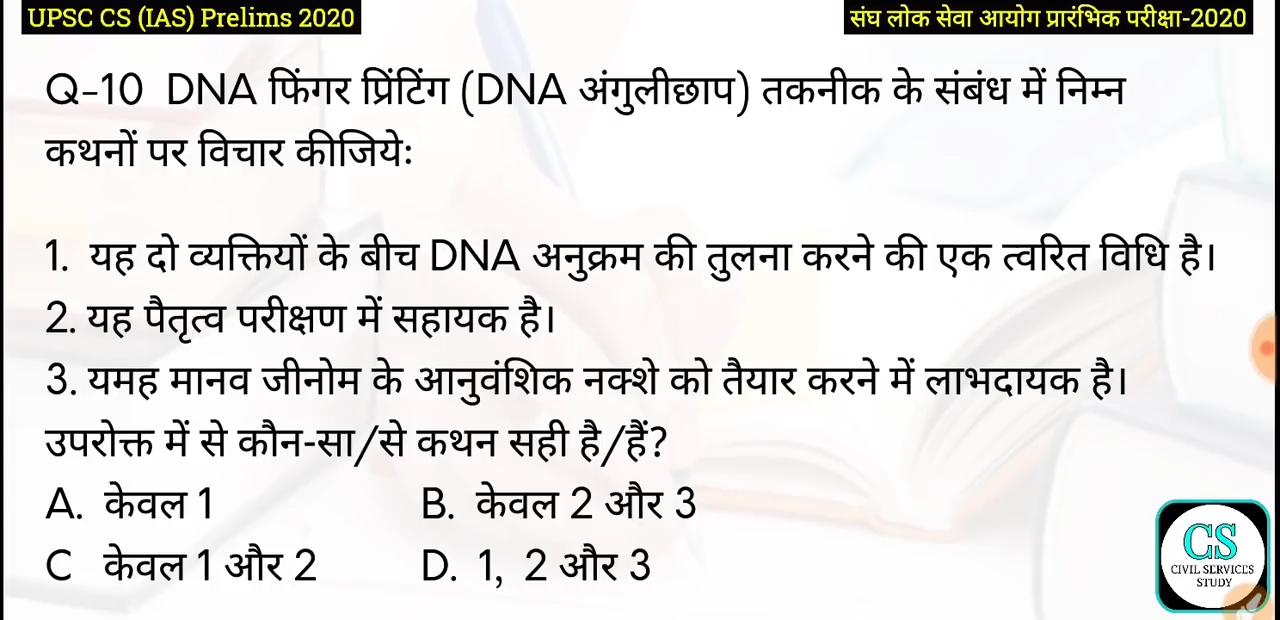 UPSC CS (IAS) Prelims 2020
संघ लोक सेवा आयोग प्रारंभिक परीक्षा-2020
Q-10 DNA फिंगर प्रिंटिंग (DNA अंगुलीछाप) तकनीक के संबंध में निम्न
कथनों पर विचार कीजिये:
1. यह दो व्यक्तियों के बीच DNA अनुक्रम की तुलना करने की एक त्वरित विधि है।
2. यह पैतृत्व परीक्षण में सहायक है।
3. यमह मानव जीनोम के आनुवंशिक नक्शे को तैयार करने में लाभदायक है।
उपरोक्त में से कौन-सा/से कथन सही है/हैं?
A. केवल 1 B. केवल 2 और 3
C केवल 1 और 2 D. 1, 2 और 3
CS
CIVIL SERVICES
STUDY